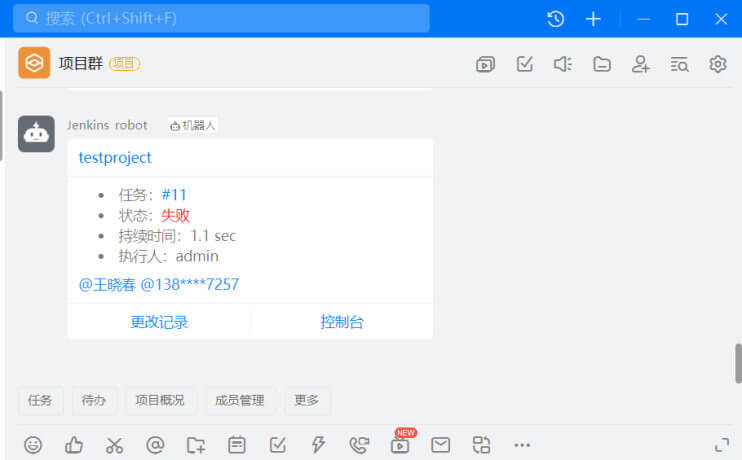 搜索 (Ctrl+Shift+F)
项目群 项目
Jenkins robot 机器人
testproject
任务：#11
状态：失败
持续时间：1.1 sec
执行人：admin
@王晓春 @138****7257
更改记录 控制台
任务 待办 项目概况 成员管理 更多
NEW